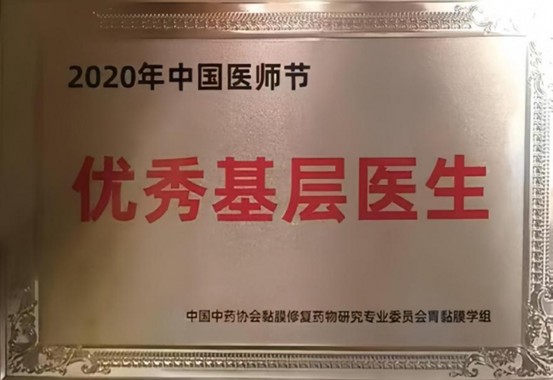 2020年中国医师节
优秀基层医生
中国中药协会黏膜修复药物研究专业委员会胃黏膜学组